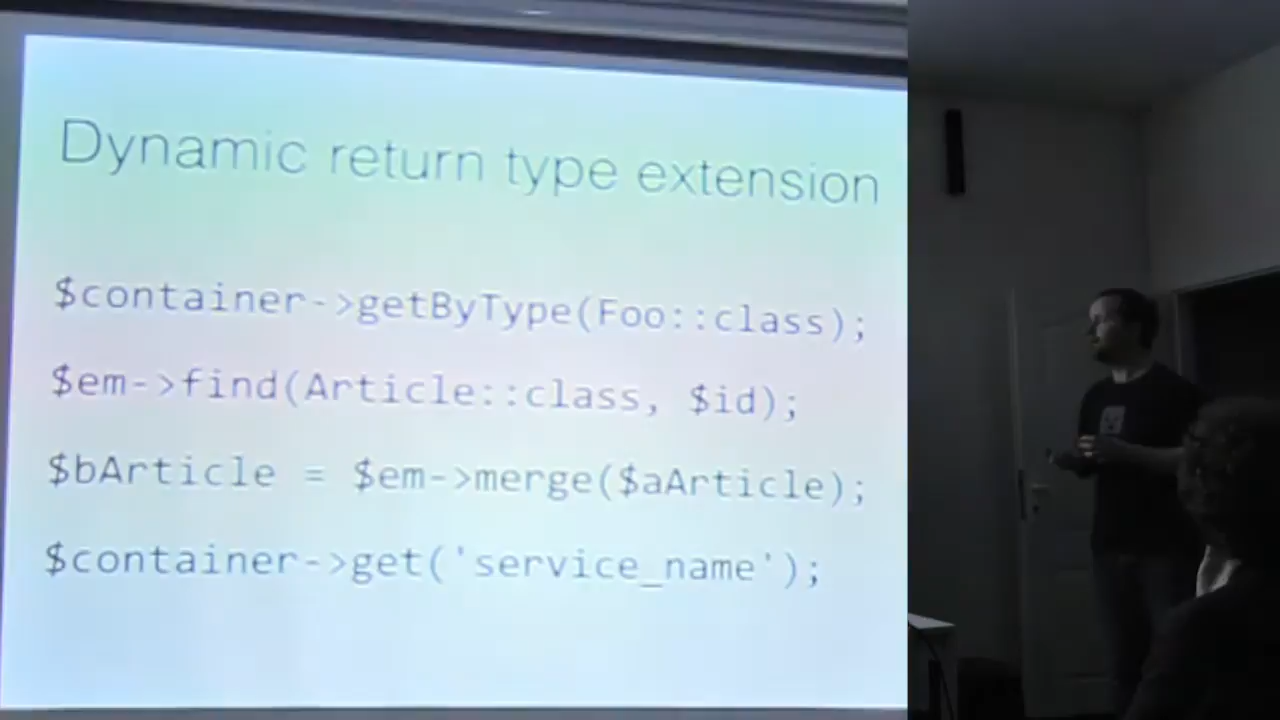 Dynamic return type extension
$container->getByType(Foo::class);
$em->find(Article::class, $id);
$bArticle = $em->merge($aArticle);
$container->get('service_name');